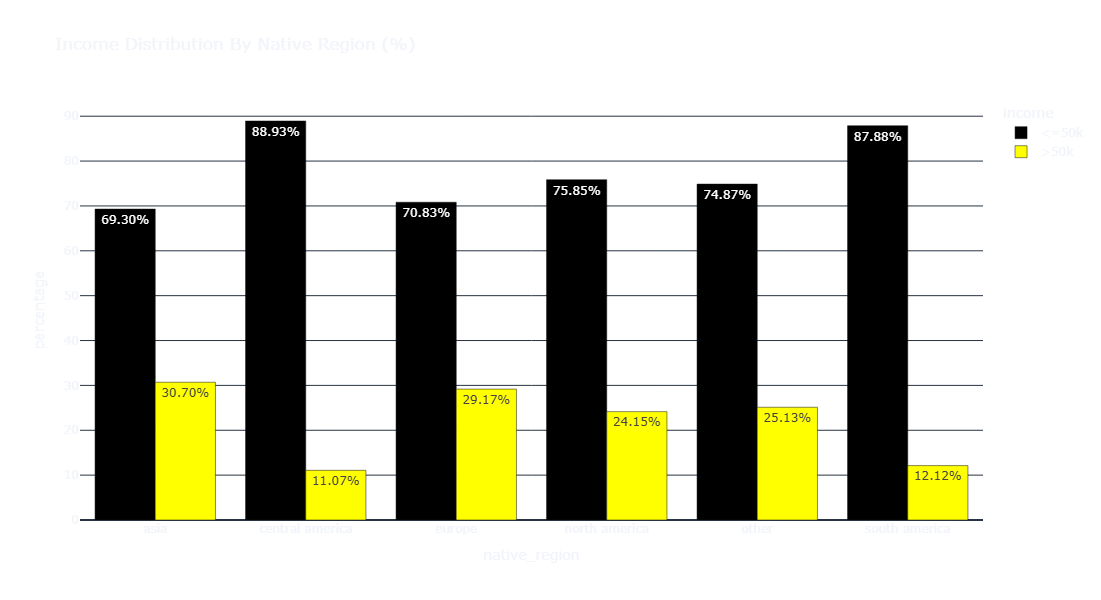 Income Distribution By Native Region (%)
income
<=50k
>50k
percentage
90
80
70
60
50
40
30
20
10
0
69.30%
30.70%
88.93%
11.07%
70.83%
29.17%
75.85%
24.15%
74.87%
25.13%
87.88%
12.12%
asia
central america
europe
north america
other
south america
native_region